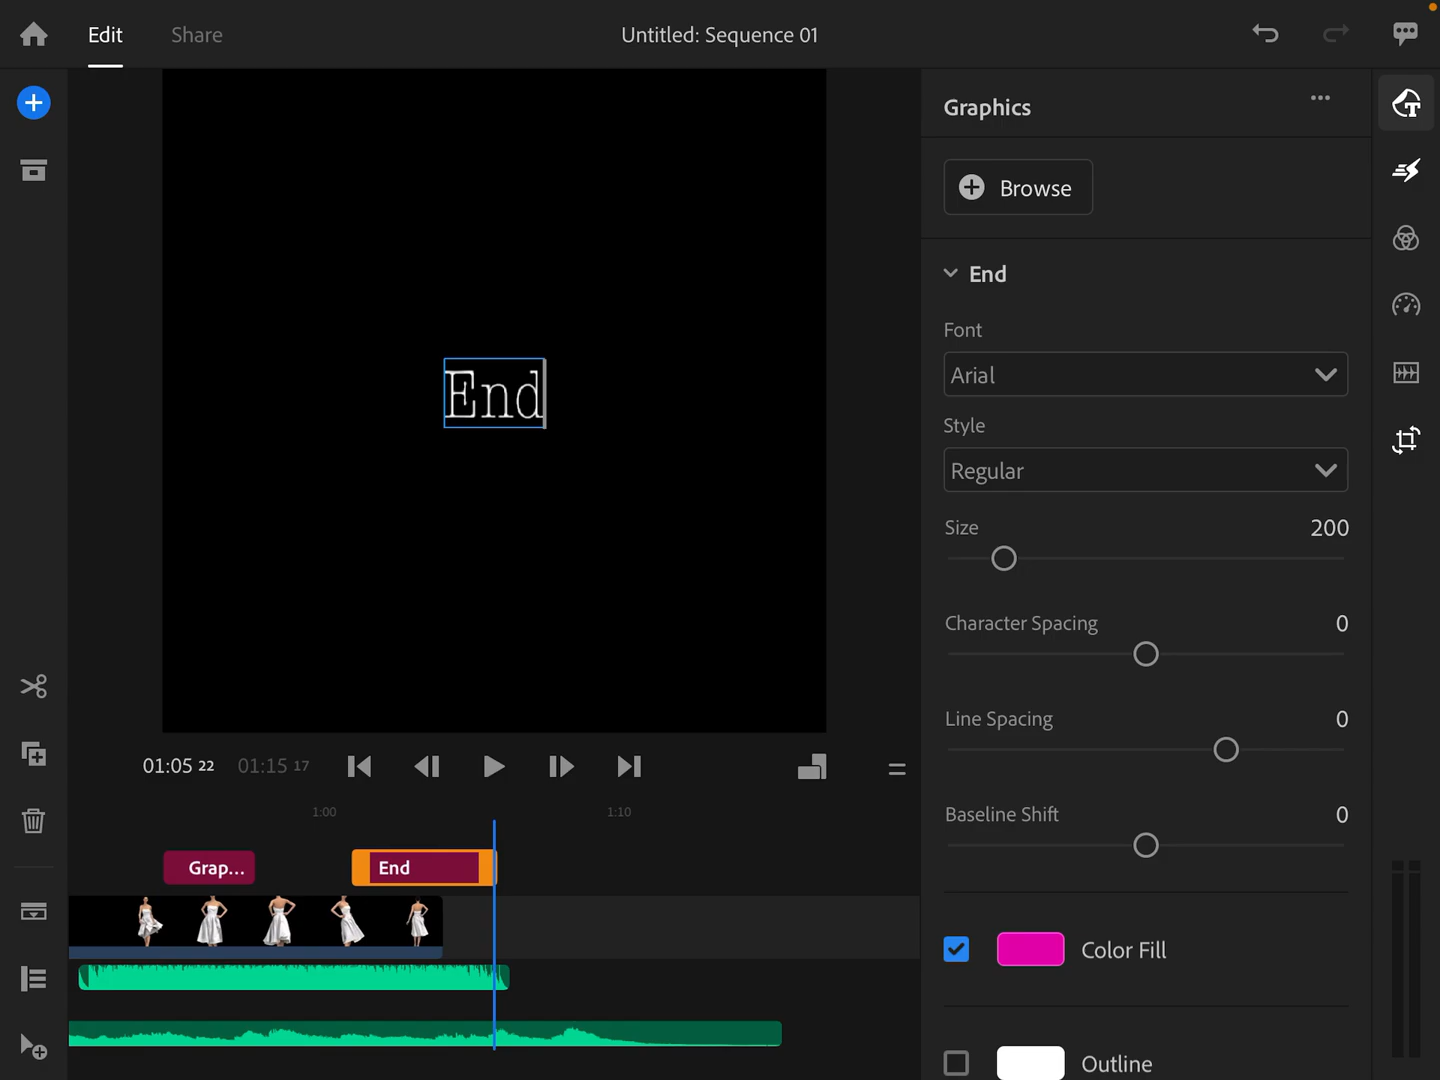 Edit
Share
Untitled: Sequence 01
Graphics
Browse
End
Font
Arial
Style
Regular
Size
200
Character Spacing
0
Line Spacing
0
Baseline Shift
0
Color Fill
Outline
End
01:05 22
01:15 17
1:00
1:10
Grap...
End